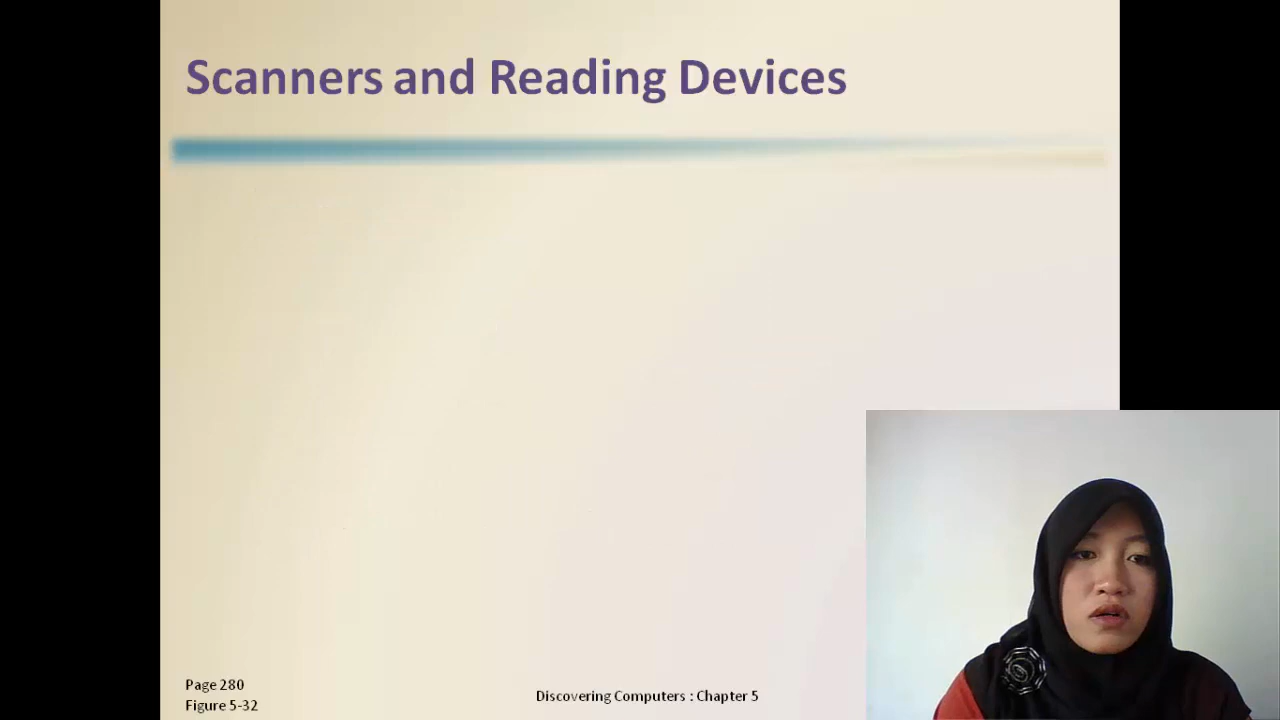 Scanners and Reading Devices
Page 280
Figure 5-32
Discovering Computers : Chapter 5